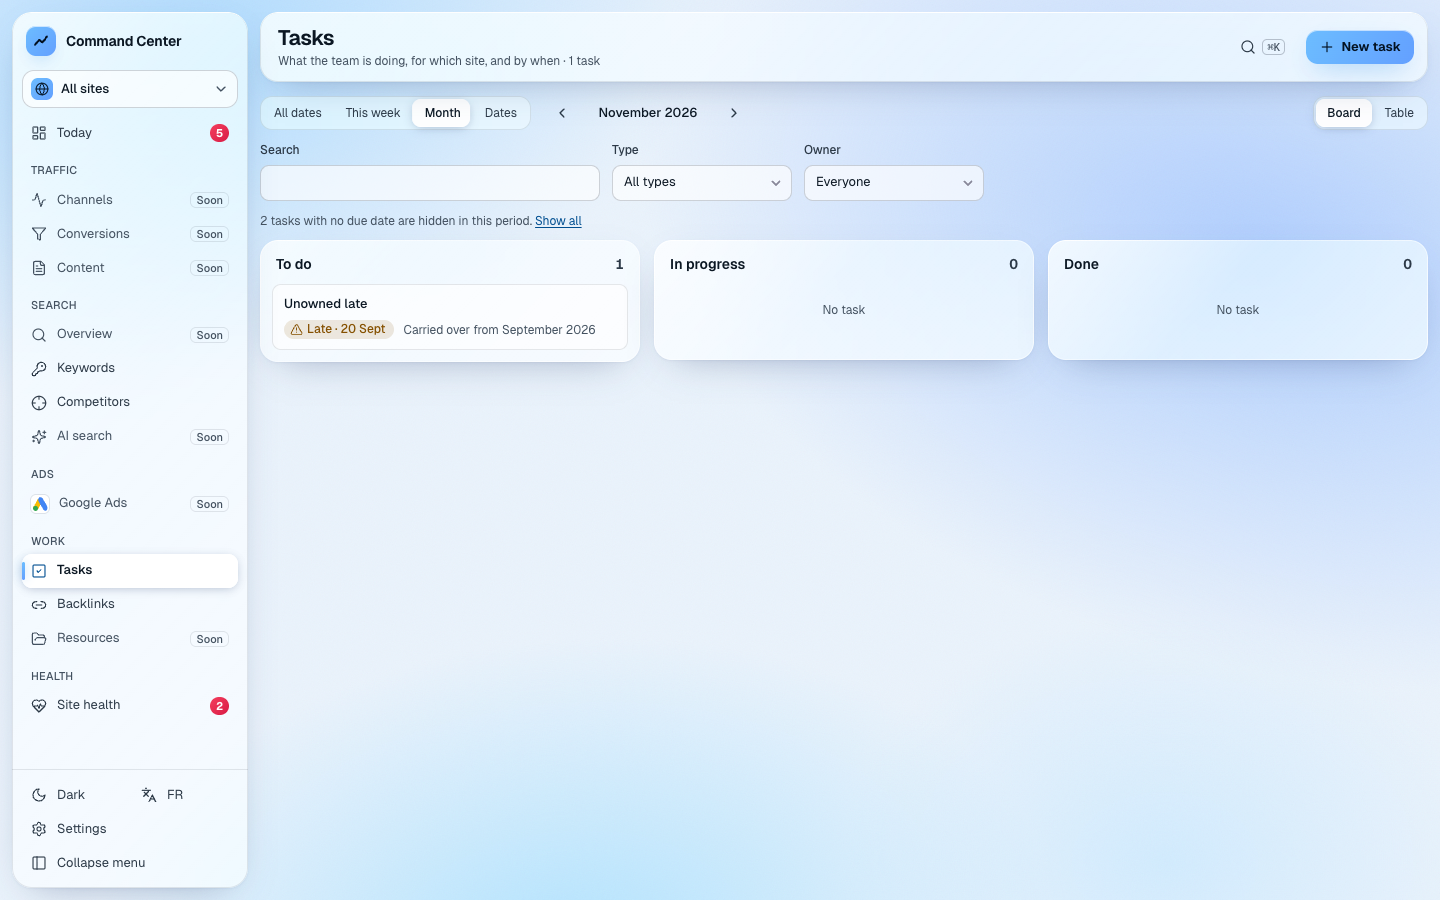 Command Center
All sites
Today 5
TRAFFIC
Channels Soon
Conversions Soon
Content Soon
SEARCH
Overview Soon
Keywords
Competitors
AI search Soon
ADS
Google Ads Soon
WORK
Tasks
Backlinks
Resources Soon
HEALTH
Site health 2
Dark FR
Settings
Collapse menu
Tasks
What the team is doing, for which site, and by when · 1 task
⌘K
New task
All dates This week Month Dates November 2026 Board Table
Search Type Owner
All types Everyone
2 tasks with no due date are hidden in this period. Show all
To do 1
Unowned late
Late · 20 Sept Carried over from September 2026
In progress 0
No task
Done 0
No task